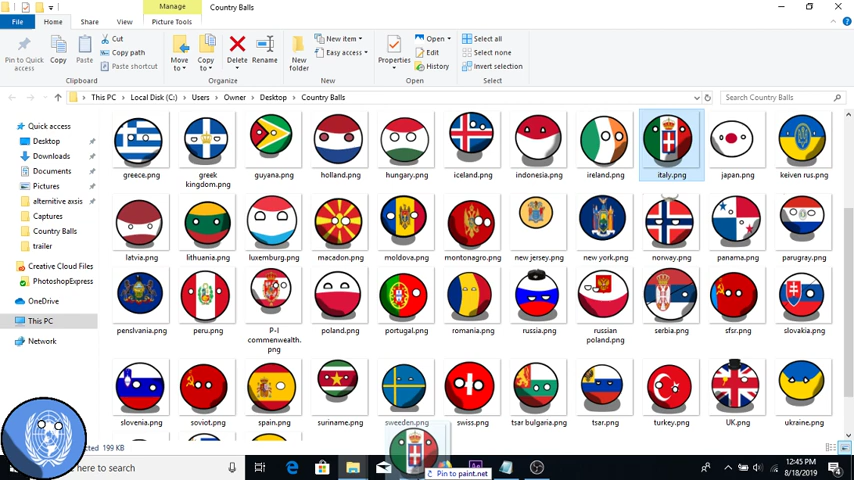 Manage
Country Balls
File
Home
Share
View
Picture Tools
Pin to Quick access
Copy
Paste
Cut
Copy path
Paste shortcut
Move to
Copy to
Delete
Rename
New folder
New item
Easy access
Properties
Open
Edit
History
Select all
Select none
Invert selection
Clipboard
Organize
New
Open
Select
This PC > Local Disk (C:) > Users > Owner > Desktop > Country Balls
Search Country Balls
Quick access
Desktop
Downloads
Documents
Pictures
alternitive axsis
Captures
Country Balls
trailer
Creative Cloud Files
PhotoshopExpress
OneDrive
This PC
Network
greece.png
greek kingdom.png
guyana.png
holland.png
hungary.png
iceland.png
indonesia.png
ireland.png
italy.png
japan.png
keiven rus.png
latvia.png
lithuania.png
luxemburg.png
macadon.png
moldova.png
montonagro.png
new jersey.png
new york.png
norway.png
panama.png
parugray.png
penslvania.png
peru.png
P-l commonwealth.png
poland.png
portugal.png
romania.png
russia.png
russian poland.png
serbia.png
sfsr.png
slovakia.png
slovenia.png
soviot.png
spain.png
suriname.png
sweeden.png
swiss.png
tsar bulgaria.png
tsar.png
turkey.png
UK.png
ukraine.png
199 KB
here to search
Pin to paint.net
12:45 PM
8/18/2019
4